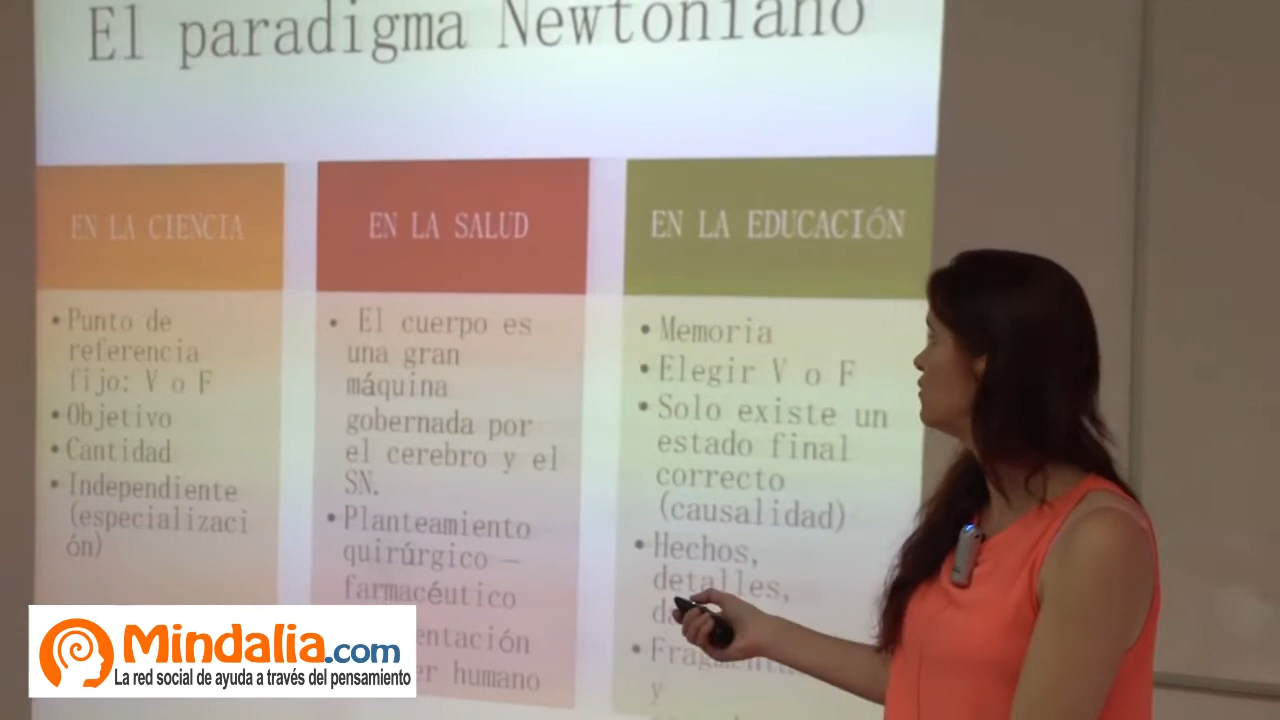 El paradigma Newtoniano
EN LA CIENCIA
• Punto de
referencia
fijo: V o F
• Objetivo
• Cantidad
• Independiente
(especializaci
ón)
EN LA SALUD
• El cuerpo es
una gran
máquina
gobernada por
el cerebro y el
SN.
• Planteamiento
quirúrgico –
farmacéutico
humano
EN LA EDUCACIÓN
• Memoria
• Elegir V o F
• Solo existe un
estado final
correcto
(causalidad)
• Hechos,
detalles,
y
Mindalia.com
La red social de ayuda a través del pensamiento